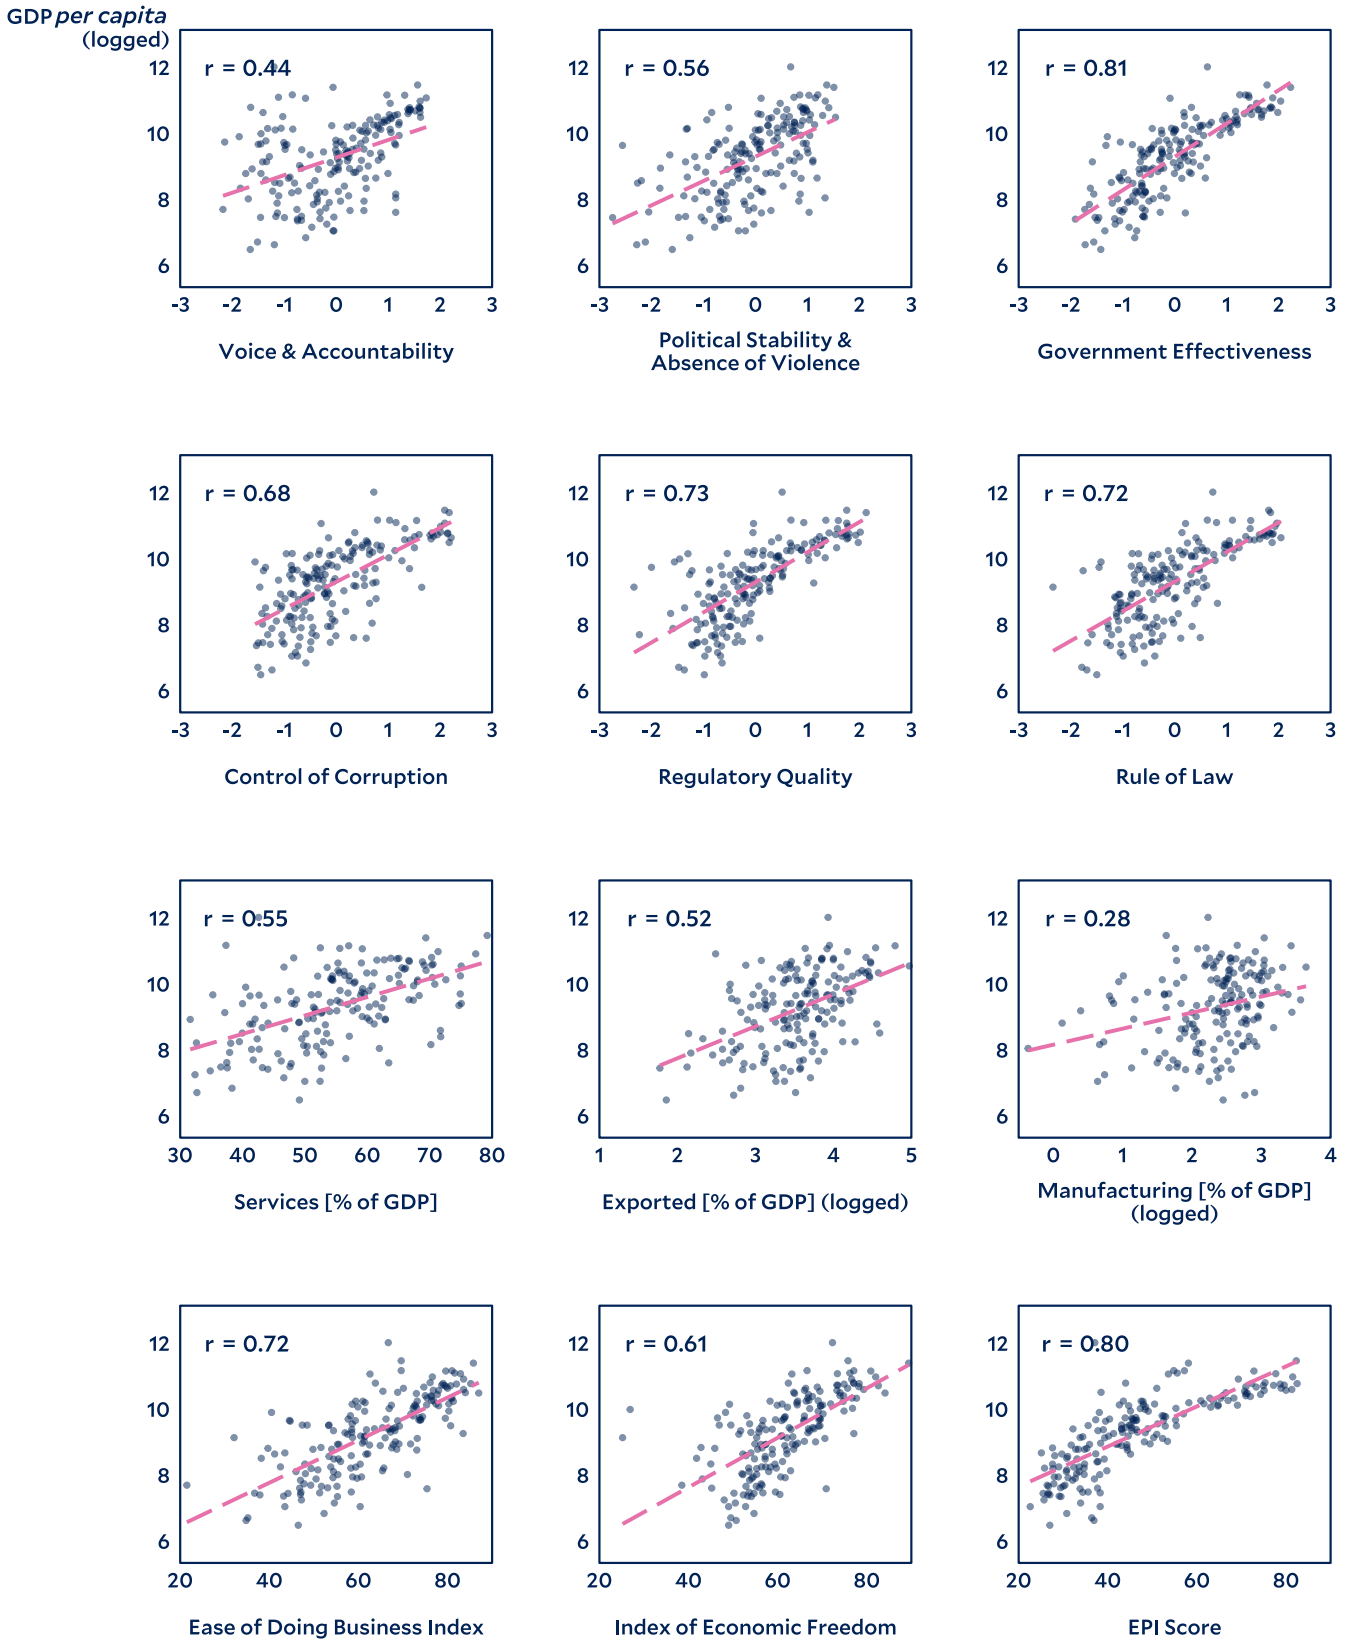 GDP per capita
(logged)
r = 0.44
12
10
8
6
-3 -2 -1 0 1 2 3
Voice & Accountability
r = 0.56
12
10
8
6
-3 -2 -1 0 1 2 3
Political Stability &
Absence of Violence
r = 0.81
12
10
8
6
-3 -2 -1 0 1 2 3
Government Effectiveness
r = 0.68
12
10
8
6
-3 -2 -1 0 1 2 3
Control of Corruption
r = 0.73
12
10
8
6
-3 -2 -1 0 1 2 3
Regulatory Quality
r = 0.72
12
10
8
6
-3 -2 -1 0 1 2 3
Rule of Law
r = 0.55
12
10
8
6
30 40 50 60 70 80
Services [% of GDP]
r = 0.52
12
10
8
6
1 2 3 4 5
Exported [% of GDP] (logged)
r = 0.28
12
10
8
6
0 1 2 3 4
Manufacturing [% of GDP]
(logged)
r = 0.72
12
10
8
6
20 40 60 80
Ease of Doing Business Index
r = 0.61
12
10
8
6
20 40 60 80
Index of Economic Freedom
r = 0.80
12
10
8
6
20 40 60 80
EPI Score